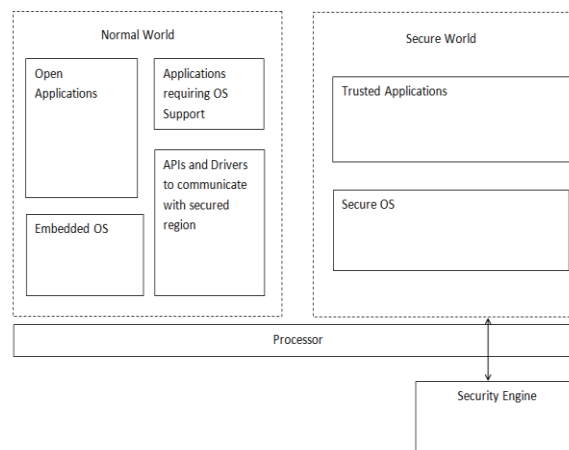 Normal World
Open
Applications
Applications
requiring OS
Support
APIs and Drivers
to communicate
with secured
region
Embedded OS
Secure World
Trusted Applications
Secure OS
Processor
Security Engine